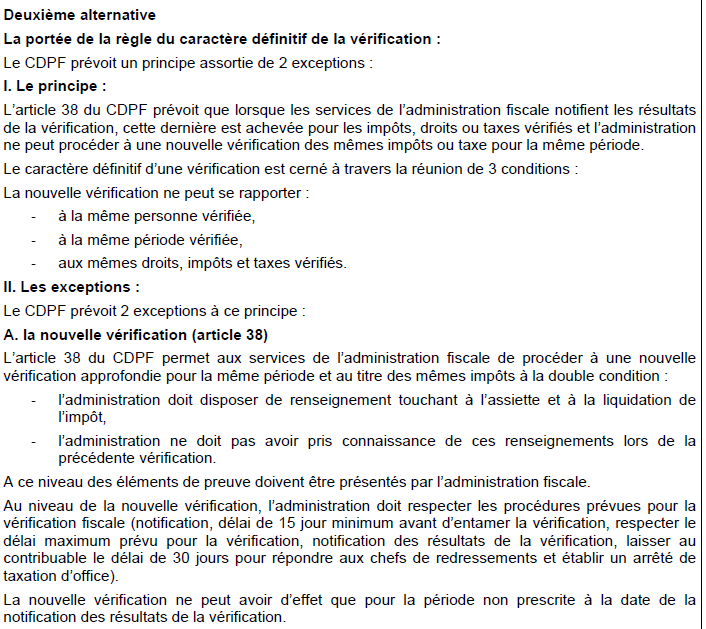 Deuxième alternative
La portée de la règle du caractère définitif de la vérification :
Le CDPF prévoit un principe assortie de 2 exceptions :
I. Le principe :
L'article 38 du CDPF prévoit que lorsque les services de l'administration fiscale notifient les résultats
de la vérification, cette dernière est achevée pour les impôts, droits ou taxes vérifiés et l'administration
ne peut procéder à une nouvelle vérification des mêmes impôts ou taxe pour la même période.
Le caractère définitif d'une vérification est cerné à travers la réunion de 3 conditions :
La nouvelle vérification ne peut se rapporter :
- à la même personne vérifiée,
- à la même période vérifiée,
- aux mêmes droits, impôts et taxes vérifiés.
II. Les exceptions :
Le CDPF prévoit 2 exceptions à ce principe :
A. la nouvelle vérification (article 38)
L'article 38 du CDPF permet aux services de l'administration fiscale de procéder à une nouvelle
vérification approfondie pour la même période et au titre des mêmes impôts à la double condition :
- l'administration doit disposer de renseignement touchant à l'assiette et à la liquidation de
l'impôt,
- l'administration ne doit pas avoir pris connaissance de ces renseignements lors de la
précédente vérification.
A ce niveau des éléments de preuve doivent être présentés par l'administration fiscale.
Au niveau de la nouvelle vérification, l'administration doit respecter les procédures prévues pour la
vérification fiscale (notification, délai de 15 jour minimum avant d'entamer la vérification, respecter le
délai maximum prévu pour la vérification, notification des résultats de la vérification, laisser au
contribuable le délai de 30 jours pour répondre aux chefs de redressements et établir un arrêté de
taxation d'office).
La nouvelle vérification ne peut avoir d'effet que pour la période non prescrite à la date de la
notification des résultats de la vérification.